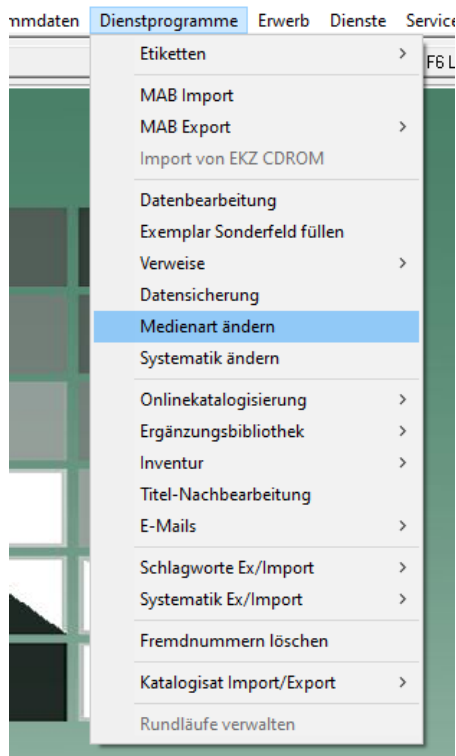 mmdaten Dienstprogramme Erwerb Dienste Service
Etiketten
F6 L
MAB Import
MAB Export
Import von EKZ CDROM
Datenbearbeitung
Exemplar Sonderfeld füllen
Verweise
Datensicherung
Medienart ändern
Systematik ändern
Onlinekatalogisierung
Ergänzungsbibliothek
Inventur
Titel-Nachbearbeitung
E-Mails
Schlagworte Ex/Import
Systematik Ex/Import
Fremdnummern löschen
Katalogisat Import/Export
Rundläufe verwalten